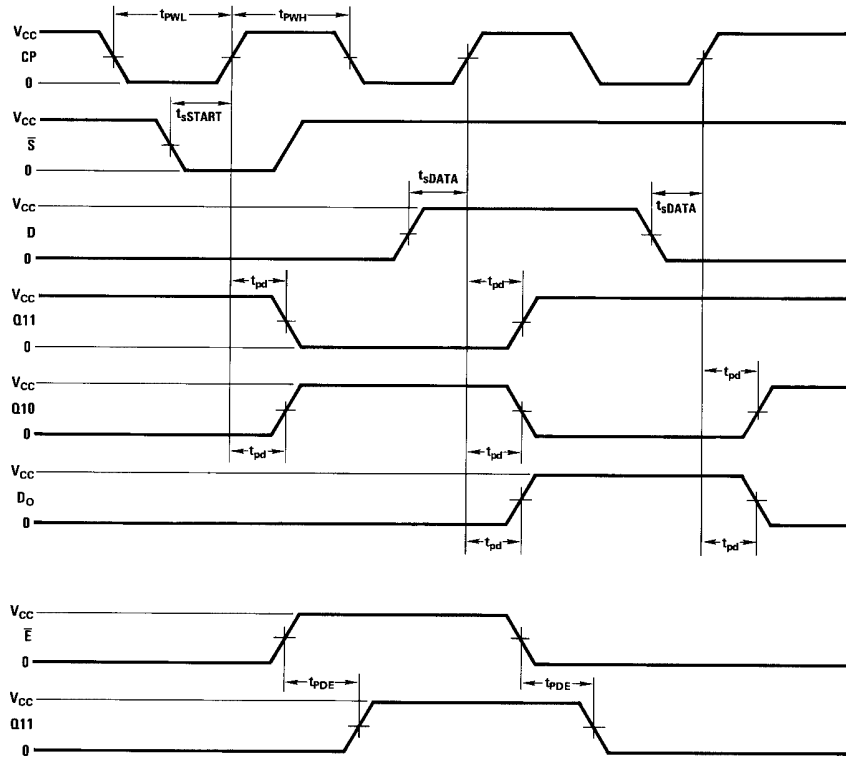 tPWL tPWH
VCC
CP
0
tsSTART
VCC
S̅
0
tsDATA tsDATA
VCC
D
0
tpd tpd
VCC
Q11
0
tpd
VCC
Q10
0
tpd tpd
VCC
DO
0
tpd tpd
VCC
E̅
0
tPDE tPDE
VCC
Q11
0